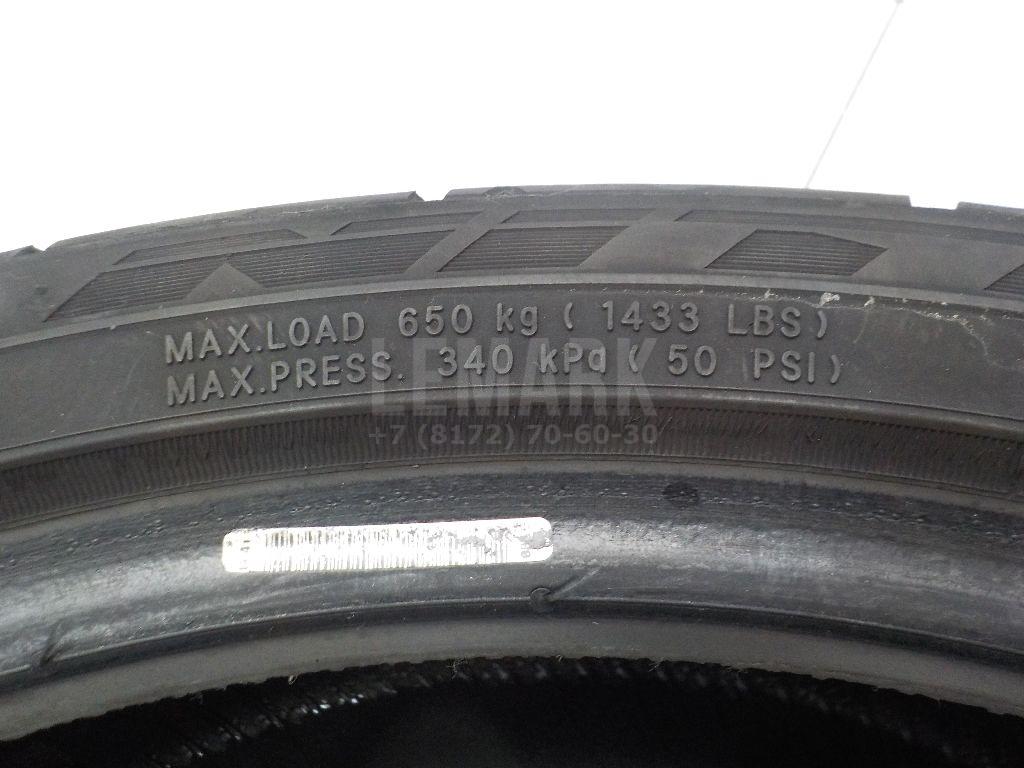 MAX.LOAD 650 kg ( 1433 LBS)
MAX.PRESS. 340 kPa ( 50 PSI)
LEMARK
+7 (8172) 70-60-30